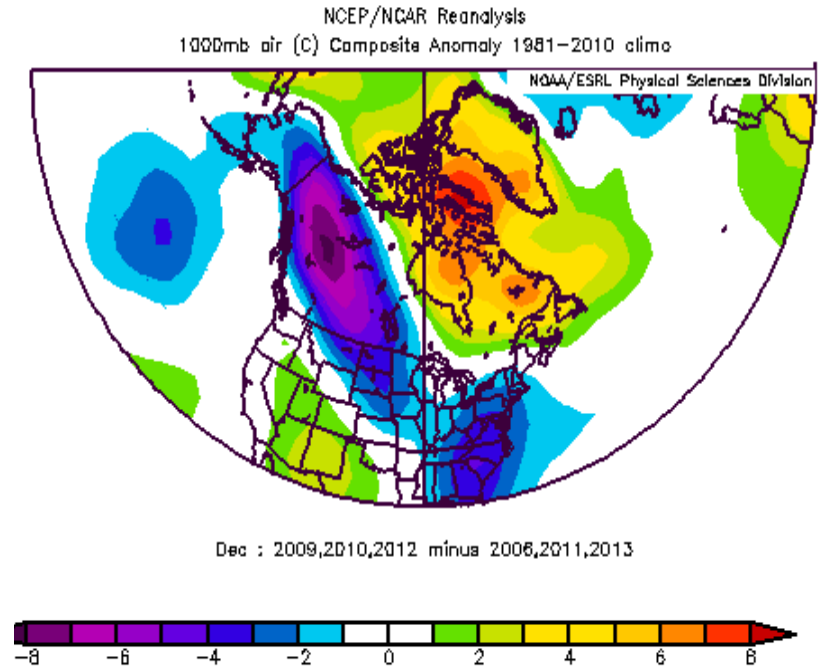 NCEP/NCAR Reanalysis
1000mb air (C) Composite Anomaly 1981-2010 climo
NOAA/ESRL Physical Sciences Division
Dec : 2009,2010,2012 minus 2006,2011,2013
-8 -6 -4 -2 0 2 4 6 8